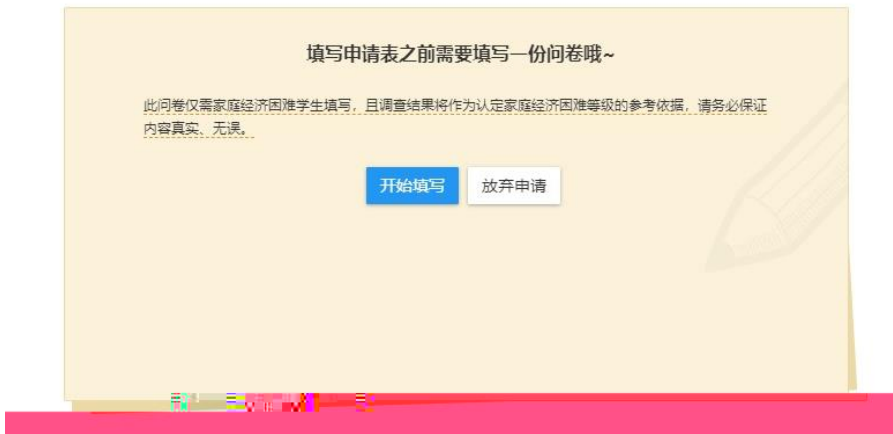 填写申请表之前需要填写一份问卷哦~
此问卷仅需家庭经济困难学生填写，且调查结果将作为认定家庭经济困难等级的参考依据，请务必保证
内容真实、无误。
开始填写 放弃申请